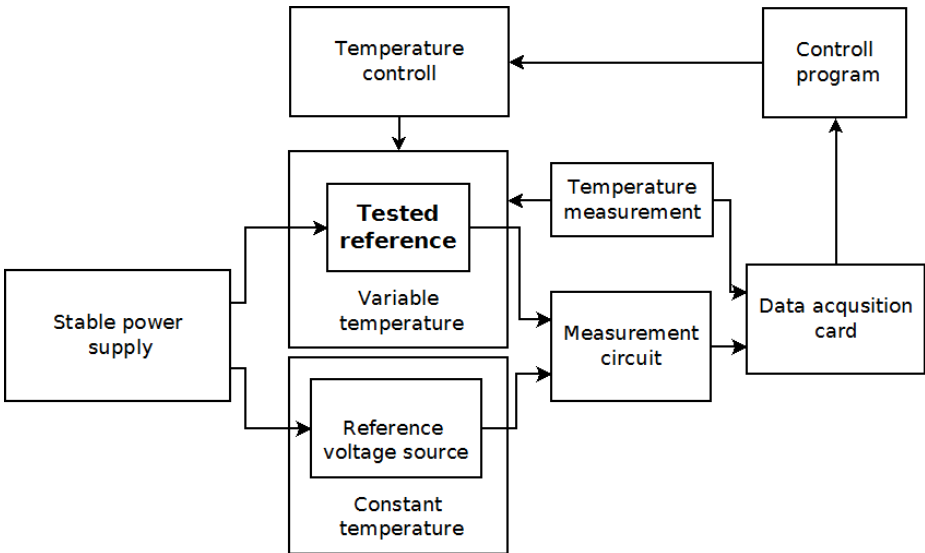 Temperature
controll
Controll
program
Tested
reference
Variable
temperature
Temperature
measurement
Stable power
supply
Measurement
circuit
Data acqusition
card
Reference
voltage source
Constant
temperature